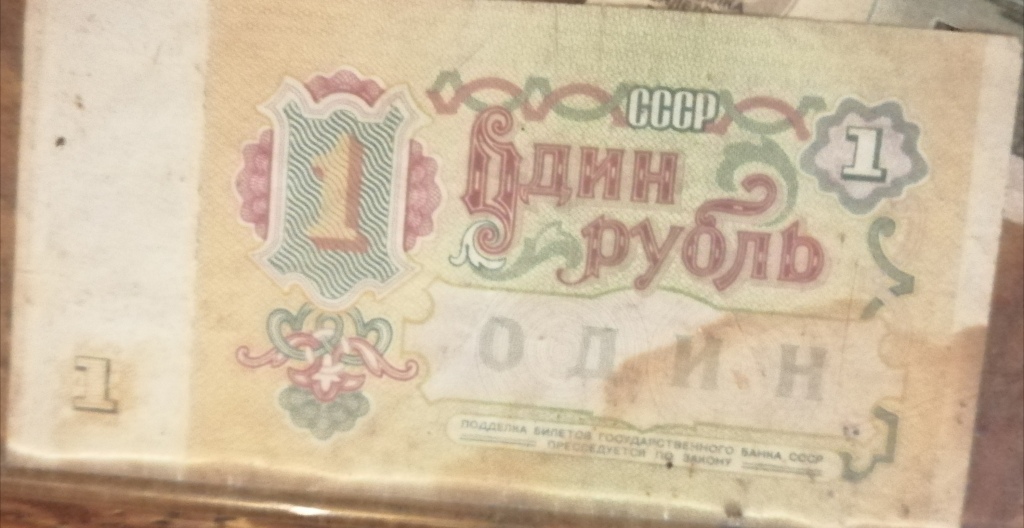 СССР
1
1
Один
рубль
ОДИН
1
ПОДДЕЛКА БИЛЕТОВ ГОСУДАРСТВЕННОГО БАНКА СССР
ПРЕСЛЕДУЕТСЯ ПО ЗАКОНУ